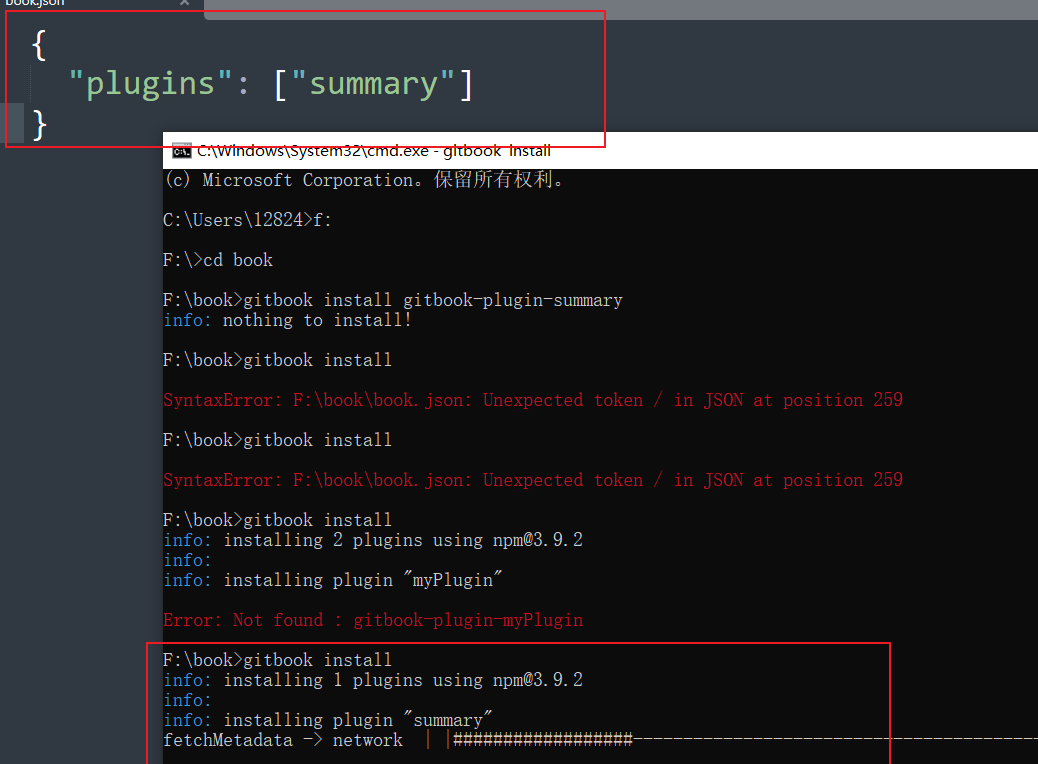 book.json
{
"plugins": ["summary"]
}
C:\Windows\System32\cmd.exe - gitbook install
(c) Microsoft Corporation。保留所有权利。
C:\Users\12824>f:
F:\>cd book
F:\book>gitbook install gitbook-plugin-summary
info: nothing to install!
F:\book>gitbook install
SyntaxError: F:\book\book.json: Unexpected token / in JSON at position 259
F:\book>gitbook install
SyntaxError: F:\book\book.json: Unexpected token / in JSON at position 259
F:\book>gitbook install
info: installing 2 plugins using npm@3.9.2
info:
info: installing plugin "myPlugin"
Error: Not found : gitbook-plugin-myPlugin
F:\book>gitbook install
info: installing 1 plugins using npm@3.9.2
info:
info: installing plugin "summary"
fetchMetadata -> network | |##################-----------------------------------------